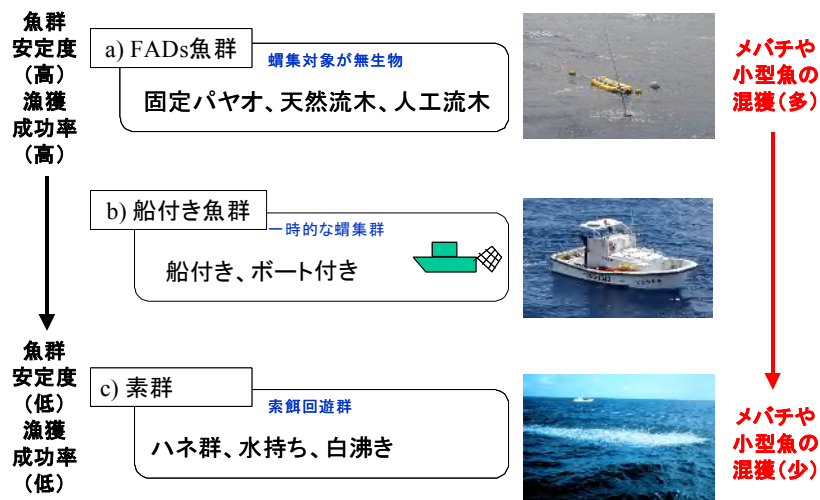 魚群
安定度
(高)
漁獲
成功率
(高)
a) FADs魚群
蝟集対象が無生物
固定パヤオ、天然流木、人工流木
メバチや
小型魚の
混獲(多)
b) 船付き魚群
一時的な蝟集群
船付き、ボート付き
魚群
安定度
(低)
漁獲
成功率
(低)
c) 素群
索餌回遊群
ハネ群、水持ち、白沸き
メバチや
小型魚の
混獲(少)